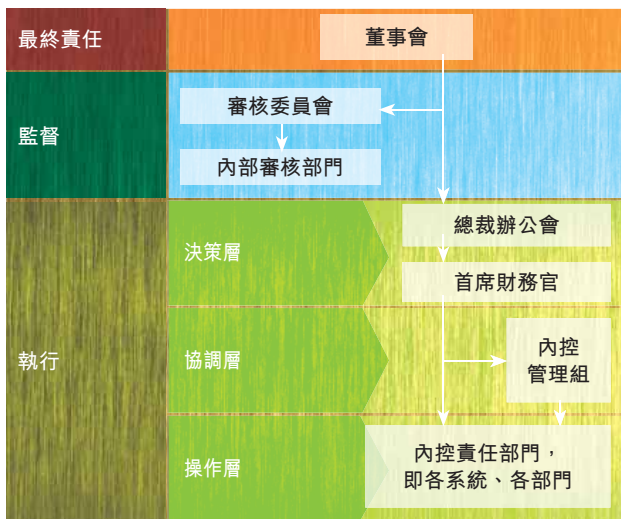 最終責任
董事會
監督
審核委員會
內部審核部門
執行
決策層
總裁辦公會
首席財務官
協調層
內控
管理組
操作層
內控責任部門，
即各系統、各部門